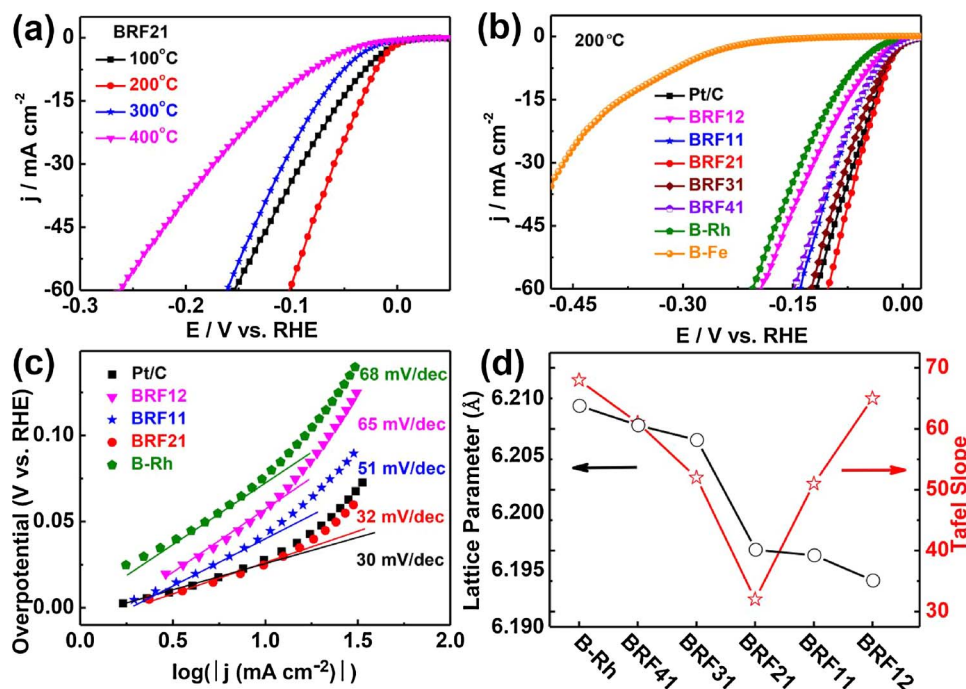 (a)
BRF21
100°C
200°C
300°C
400°C
0
-15
-30
-45
-60
j / mA cm⁻²
-0.3 -0.2 -0.1 0.0
E / V vs. RHE
(b)
200°C
Pt/C
BRF12
BRF11
BRF21
BRF31
BRF41
B-Rh
B-Fe
0
-15
-30
-45
-60
j / mA cm⁻²
-0.45 -0.30 -0.15 0.00
E / V vs. RHE
(c)
Pt/C
BRF12
BRF11
BRF21
B-Rh
68 mV/dec
65 mV/dec
51 mV/dec
32 mV/dec
30 mV/dec
0.10
0.05
0.00
Overpotential (V vs. RHE)
0.0 0.5 1.0 1.5 2.0
log(|j (mA cm⁻²)|)
(d)
6.210
6.205
6.200
6.195
6.190
Lattice Parameter (Å)
70
60
50
40
30
Tafel Slope
B-Rh BRF41 BRF31 BRF21 BRF11 BRF12